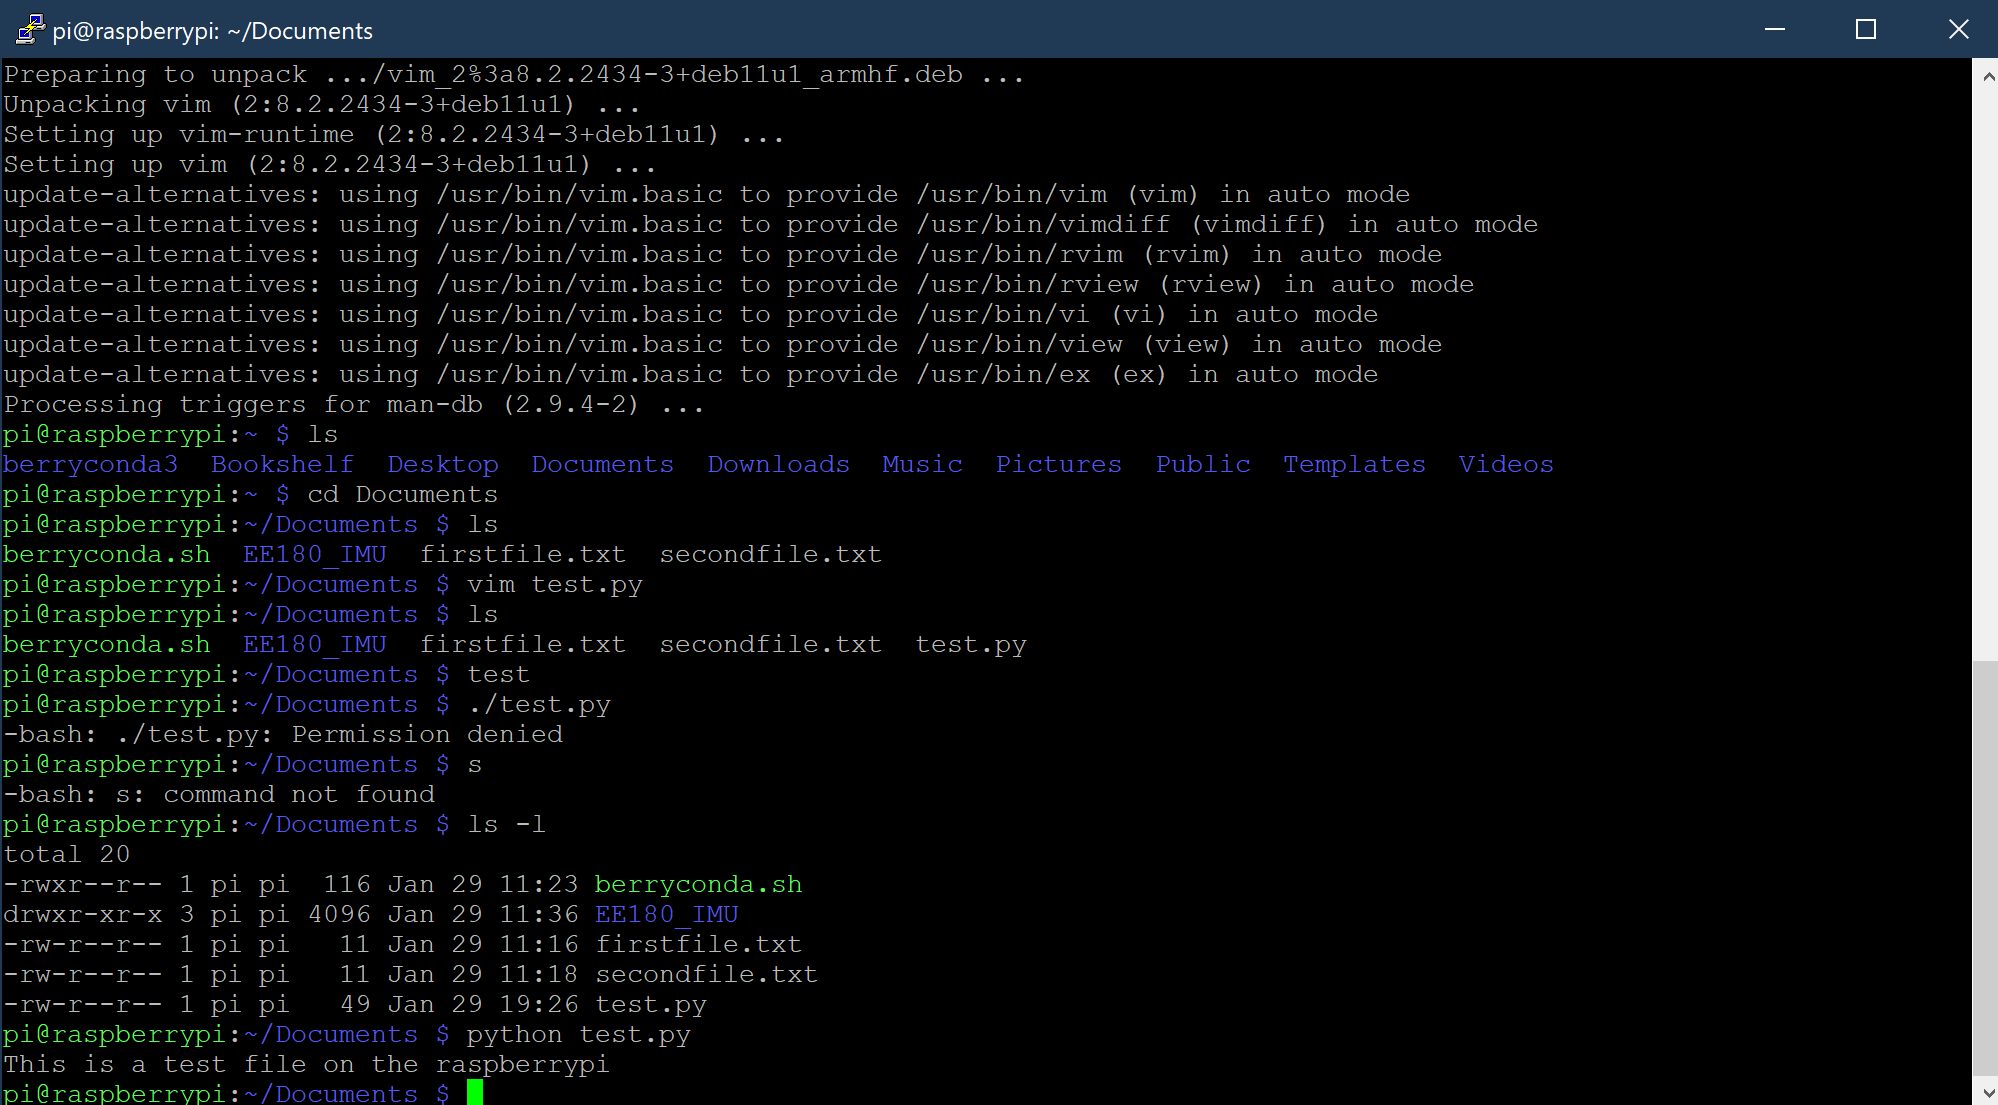 pi@raspberrypi: ~/Documents
Preparing to unpack .../vim_2%3a8.2.2434-3+deb11u1_armhf.deb ...
Unpacking vim (2:8.2.2434-3+deb11u1) ...
Setting up vim-runtime (2:8.2.2434-3+deb11u1) ...
Setting up vim (2:8.2.2434-3+deb11u1) ...
update-alternatives: using /usr/bin/vim.basic to provide /usr/bin/vim (vim) in auto mode
update-alternatives: using /usr/bin/vim.basic to provide /usr/bin/vimdiff (vimdiff) in auto mode
update-alternatives: using /usr/bin/vim.basic to provide /usr/bin/rvim (rvim) in auto mode
update-alternatives: using /usr/bin/vim.basic to provide /usr/bin/rview (rview) in auto mode
update-alternatives: using /usr/bin/vim.basic to provide /usr/bin/vi (vi) in auto mode
update-alternatives: using /usr/bin/vim.basic to provide /usr/bin/view (view) in auto mode
update-alternatives: using /usr/bin/vim.basic to provide /usr/bin/ex (ex) in auto mode
Processing triggers for man-db (2.9.4-2) ...
pi@raspberrypi:~ $ ls
berryconda3  Bookshelf  Desktop  Documents  Downloads  Music  Pictures  Public  Templates  Videos
pi@raspberrypi:~ $ cd Documents
pi@raspberrypi:~/Documents $ ls
berryconda.sh  EE180_IMU  firstfile.txt  secondfile.txt
pi@raspberrypi:~/Documents $ vim test.py
pi@raspberrypi:~/Documents $ ls
berryconda.sh  EE180_IMU  firstfile.txt  secondfile.txt  test.py
pi@raspberrypi:~/Documents $ test
pi@raspberrypi:~/Documents $ ./test.py
-bash: ./test.py: Permission denied
pi@raspberrypi:~/Documents $ s
-bash: s: command not found
pi@raspberrypi:~/Documents $ ls -l
total 20
-rwxr--r-- 1 pi pi  116 Jan 29 11:23 berryconda.sh
drwxr-xr-x 3 pi pi 4096 Jan 29 11:36 EE180_IMU
-rw-r--r-- 1 pi pi   11 Jan 29 11:16 firstfile.txt
-rw-r--r-- 1 pi pi   11 Jan 29 11:18 secondfile.txt
-rw-r--r-- 1 pi pi   49 Jan 29 19:26 test.py
pi@raspberrypi:~/Documents $ python test.py
This is a test file on the raspberrypi
pi@raspberrypi:~/Documents $